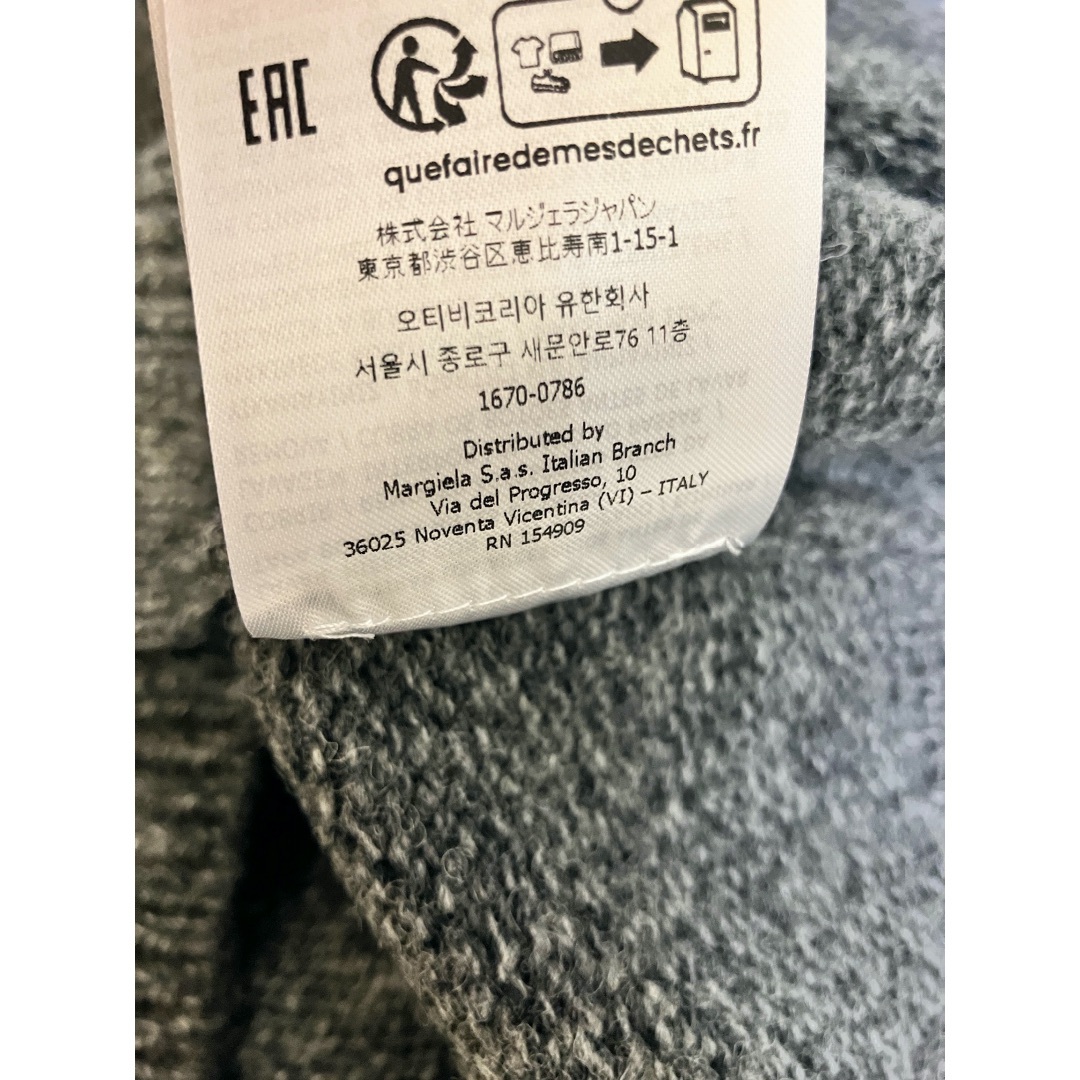 EAC
quefairedemesdechets.fr
株式会社 マルジェラジャパン
東京都渋谷区恵比寿南1-15-1
오티비코리아 유한회사
서울시 종로구 새문안로76 11층
1670-0786
Distributed by
Margiela S.a.s. Italian Branch
Via del Progresso, 10
36025 Noventa Vicentina (VI) – ITALY
RN 154909